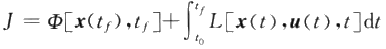 J = Φ[x(t_f), t_f] + ∫_{t_0}^{t_f} L[x(t), u(t), t]dt